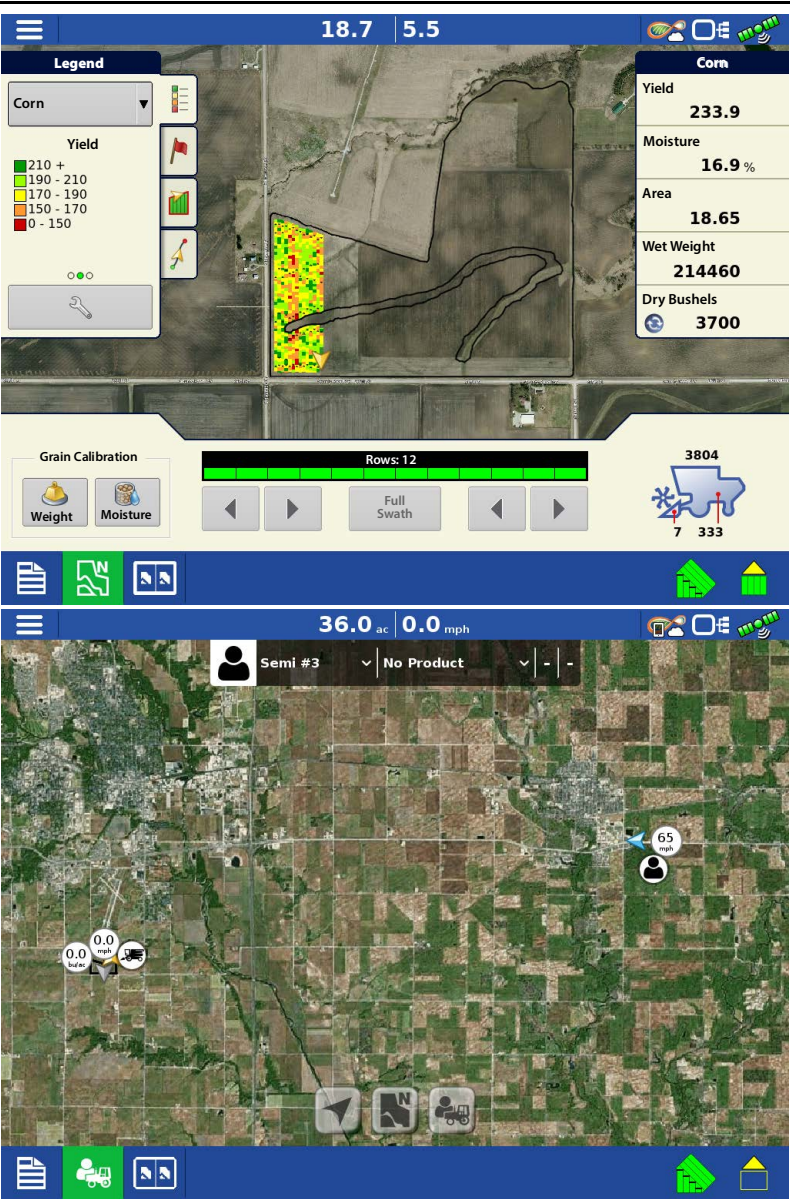 18.7 5.5
Legend
Corn
Yield
210 +
190 - 210
170 - 190
150 - 170
0 - 150
Corn
Yield
233.9
Moisture
16.9 %
Area
18.65
Wet Weight
214460
Dry Bushels
3700
Grain Calibration
Weight
Moisture
Rows: 12
Full
Swath
3804
7 333
N
36.0 ac 0.0 mph
Semi #3 No Product - -
65
mph
0.0
mph
0.0
bu/ac
N